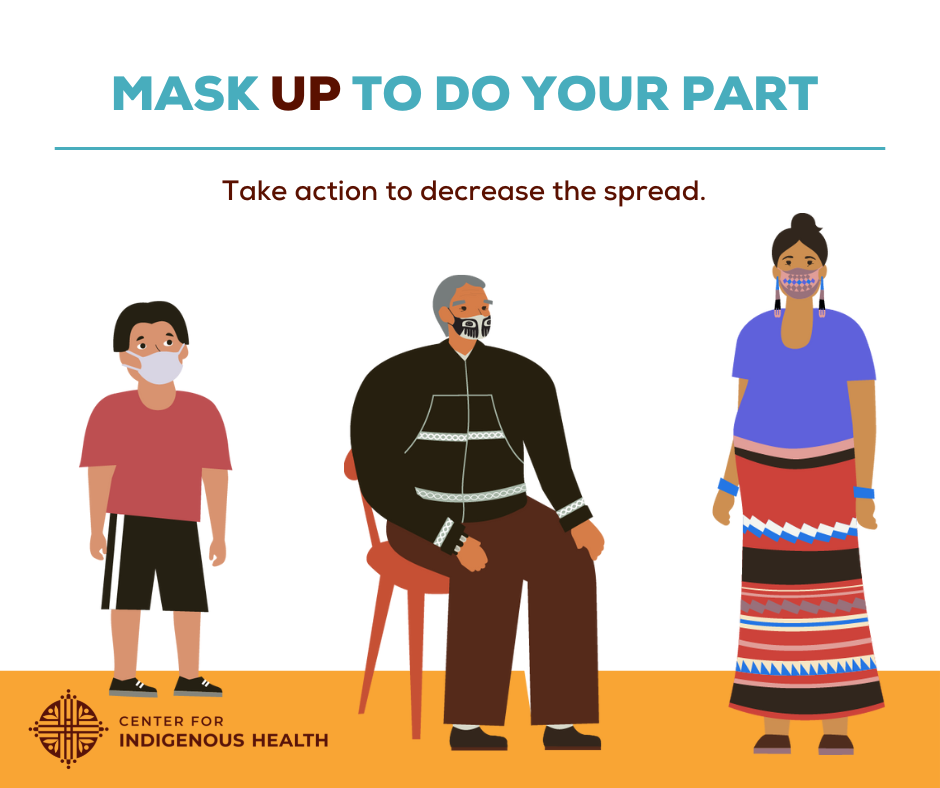 MASK UP TO DO YOUR PART
Take action to decrease the spread.
CENTER FOR
INDIGENOUS HEALTH